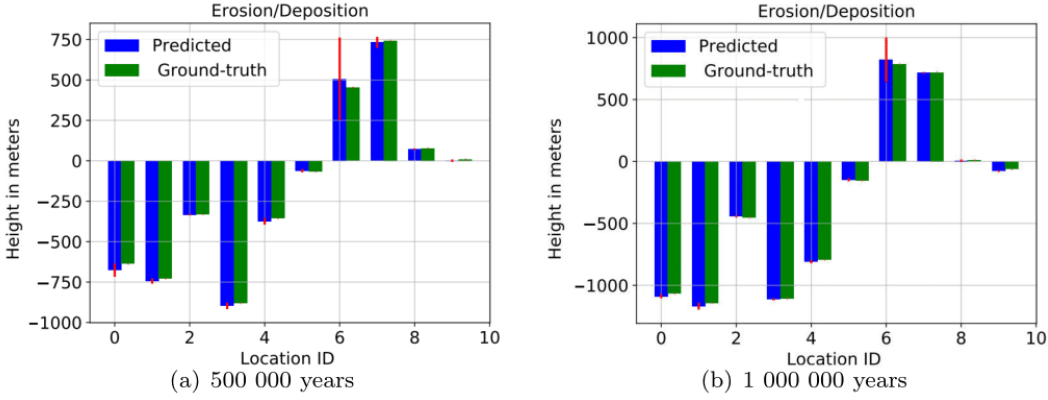 Erosion/Deposition
750
500
250
0
−250
−500
−750
−1000
Height in meters
Predicted
Ground-truth
0 2 4 6 8 10
Location ID
(a) 500 000 years
Erosion/Deposition
1000
500
0
−500
−1000
Height in meters
Predicted
Ground-truth
0 2 4 6 8 10
Location ID
(b) 1 000 000 years